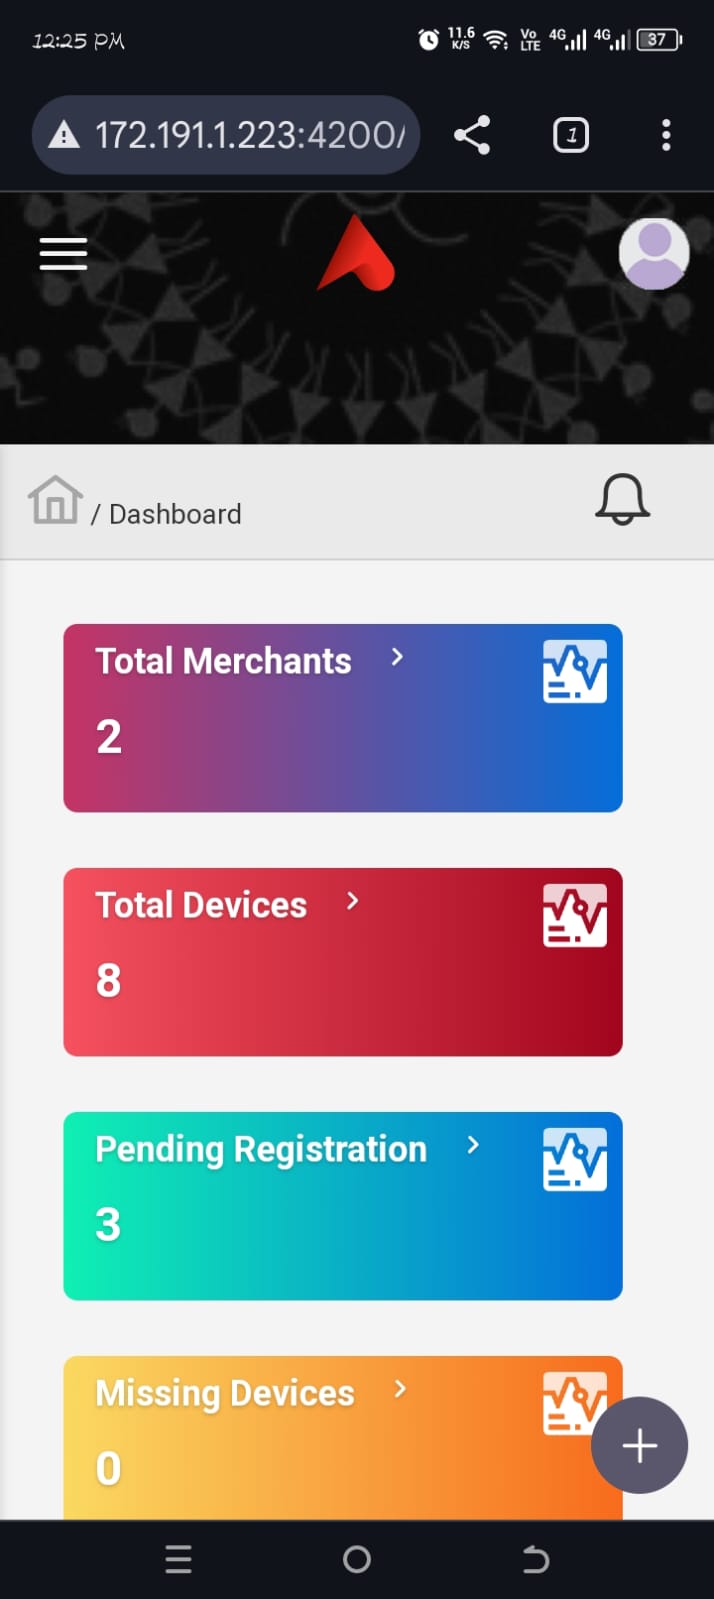 12:25 PM
11.6 K/S
Vo LTE
4G
4G
37
172.191.1.223:4200/
1
/ Dashboard
Total Merchants
2
Total Devices
8
Pending Registration
3
Missing Devices
0